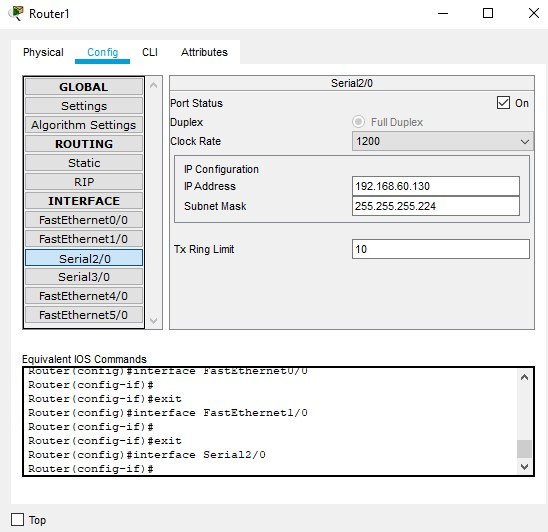 Router1
Physical Config CLI Attributes
GLOBAL
Settings
Algorithm Settings
ROUTING
Static
RIP
INTERFACE
FastEthernet0/0
FastEthernet1/0
Serial2/0
Serial3/0
FastEthernet4/0
FastEthernet5/0
Serial2/0
Port Status On
Duplex Full Duplex
Clock Rate 1200
IP Configuration
IP Address 192.168.60.130
Subnet Mask 255.255.255.224
Tx Ring Limit 10
Equivalent IOS Commands
Router(config)#interface FastEthernet0/0
Router(config-if)#
Router(config-if)#exit
Router(config)#interface FastEthernet1/0
Router(config-if)#
Router(config-if)#exit
Router(config)#interface Serial2/0
Router(config-if)#
Top